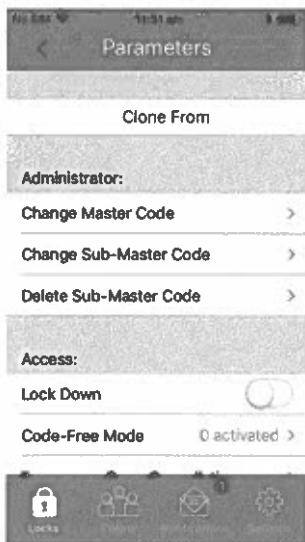 Parameters
Clone From
Administrator:
Change Master Code
Change Sub-Master Code
Delete Sub-Master Code
Access:
Lock Down
Code-Free Mode 0 activated
Locks